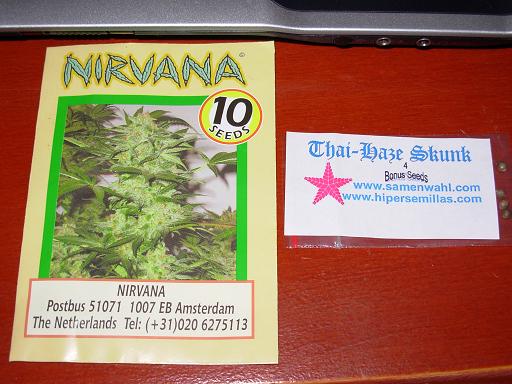 NIRVANA
10
SEEDS
NIRVANA
Postbus 51071 1007 EB Amsterdam
The Netherlands Tel: (+31)020 6275113
Thai-Haze Skunk
4
Bonus Seeds
www.samenwahl.com
www.hipersemillas.com